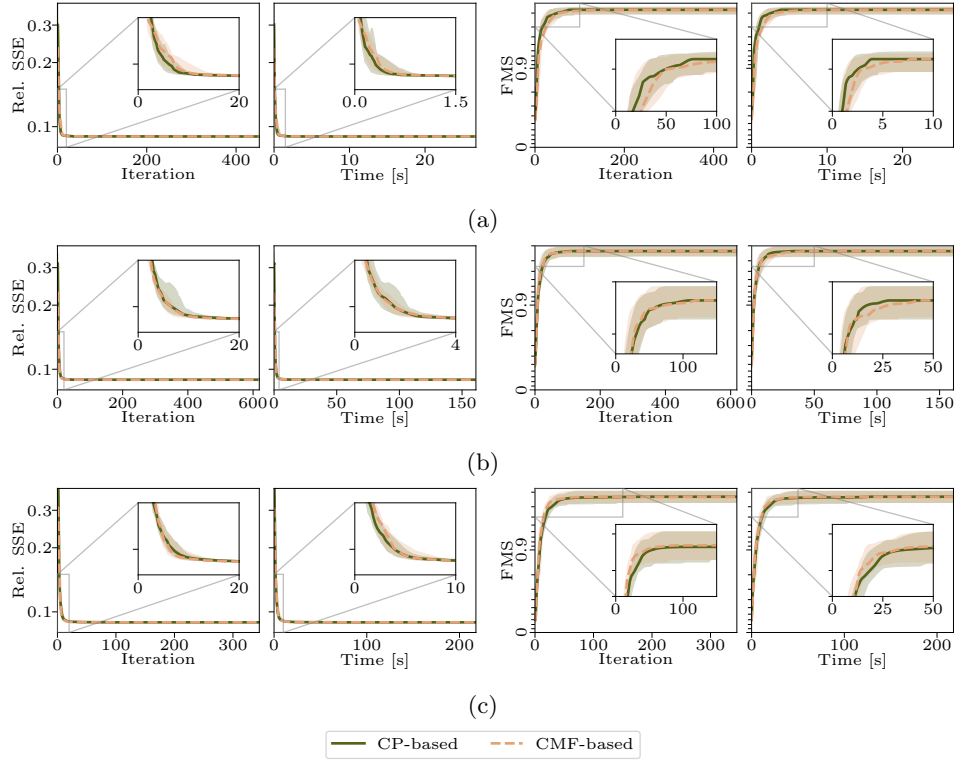 0.3
0.2
0.1
0 200 400
Iteration
0 20
0 10 20
Time [s]
0.0 1.5
FMS
0.9
0
0 200 400
Iteration
0 50 100
0 10 20
Time [s]
0 5 10
(a)
Rel. SSE
0.3
0.2
0.1
0 200 400 600
Iteration
0 20
0 50 100 150
Time [s]
0 4
FMS
0.9
0
0 200 400 600
Iteration
0 100
0 50 100 150
Time [s]
0 25 50
(b)
Rel. SSE
0.3
0.2
0.1
0 100 200 300
Iteration
0 20
0 100 200
Time [s]
0 10
FMS
0.9
0
0 100 200 300
Iteration
0 100
0 100 200
Time [s]
0 25 50
(c)
Rel. SSE
CP-based CMF-based